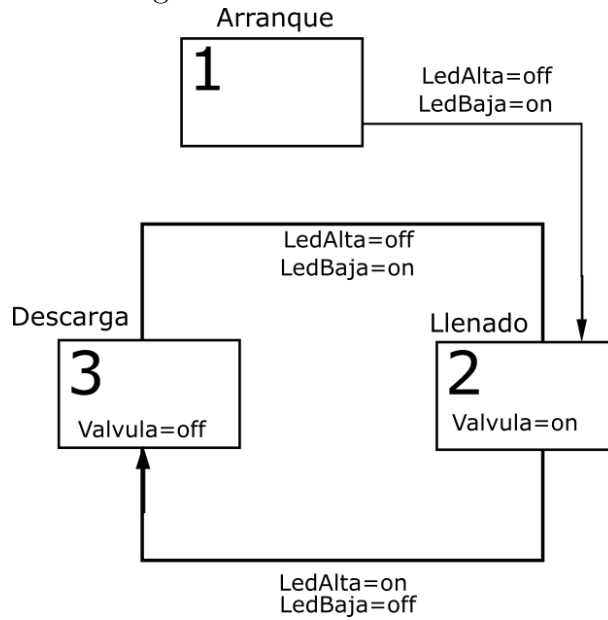 Arranque
1
LedAlta=off
LedBaja=on
LedAlta=off
LedBaja=on
Descarga
3
Valvula=off
Llenado
2
Valvula=on
LedAlta=on
LedBaja=off